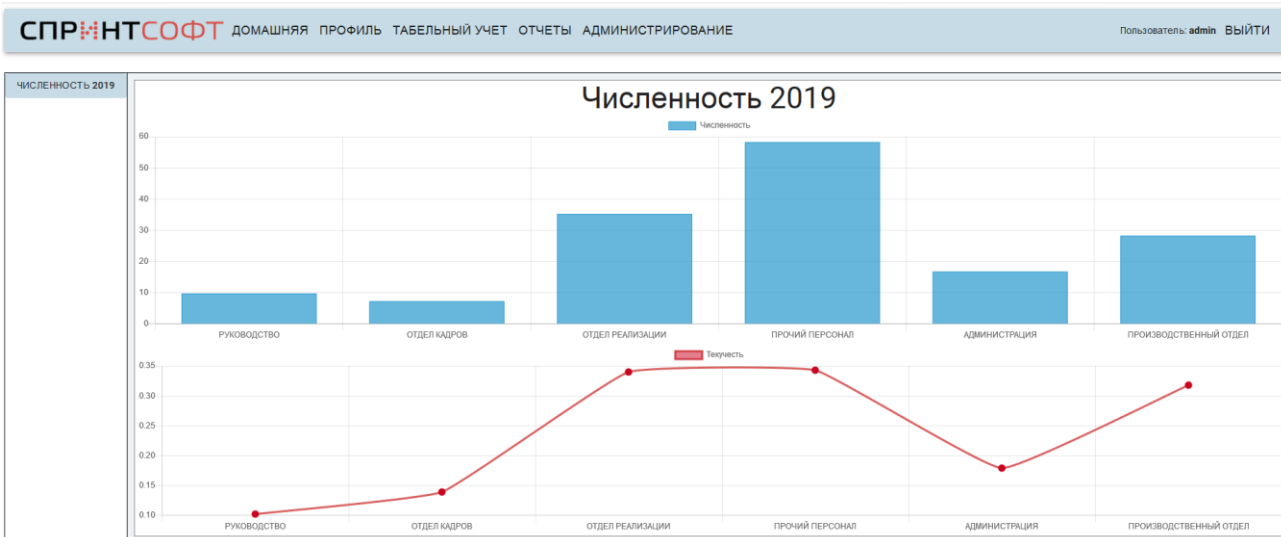 СПРИНТСОФТ ДОМАШНЯЯ ПРОФИЛЬ ТАБЕЛЬНЫЙ УЧЕТ ОТЧЕТЫ АДМИНИСТРИРОВАНИЕ Пользователь: admin ВЫЙТИ
ЧИСЛЕННОСТЬ 2019
Численность 2019
Численность
60
50
40
30
20
10
0
РУКОВОДСТВО ОТДЕЛ КАДРОВ ОТДЕЛ РЕАЛИЗАЦИИ ПРОЧИЙ ПЕРСОНАЛ АДМИНИСТРАЦИЯ ПРОИЗВОДСТВЕННЫЙ ОТДЕЛ
Текучесть
0.35
0.30
0.25
0.20
0.15
0.10
РУКОВОДСТВО ОТДЕЛ КАДРОВ ОТДЕЛ РЕАЛИЗАЦИИ ПРОЧИЙ ПЕРСОНАЛ АДМИНИСТРАЦИЯ ПРОИЗВОДСТВЕННЫЙ ОТДЕЛ